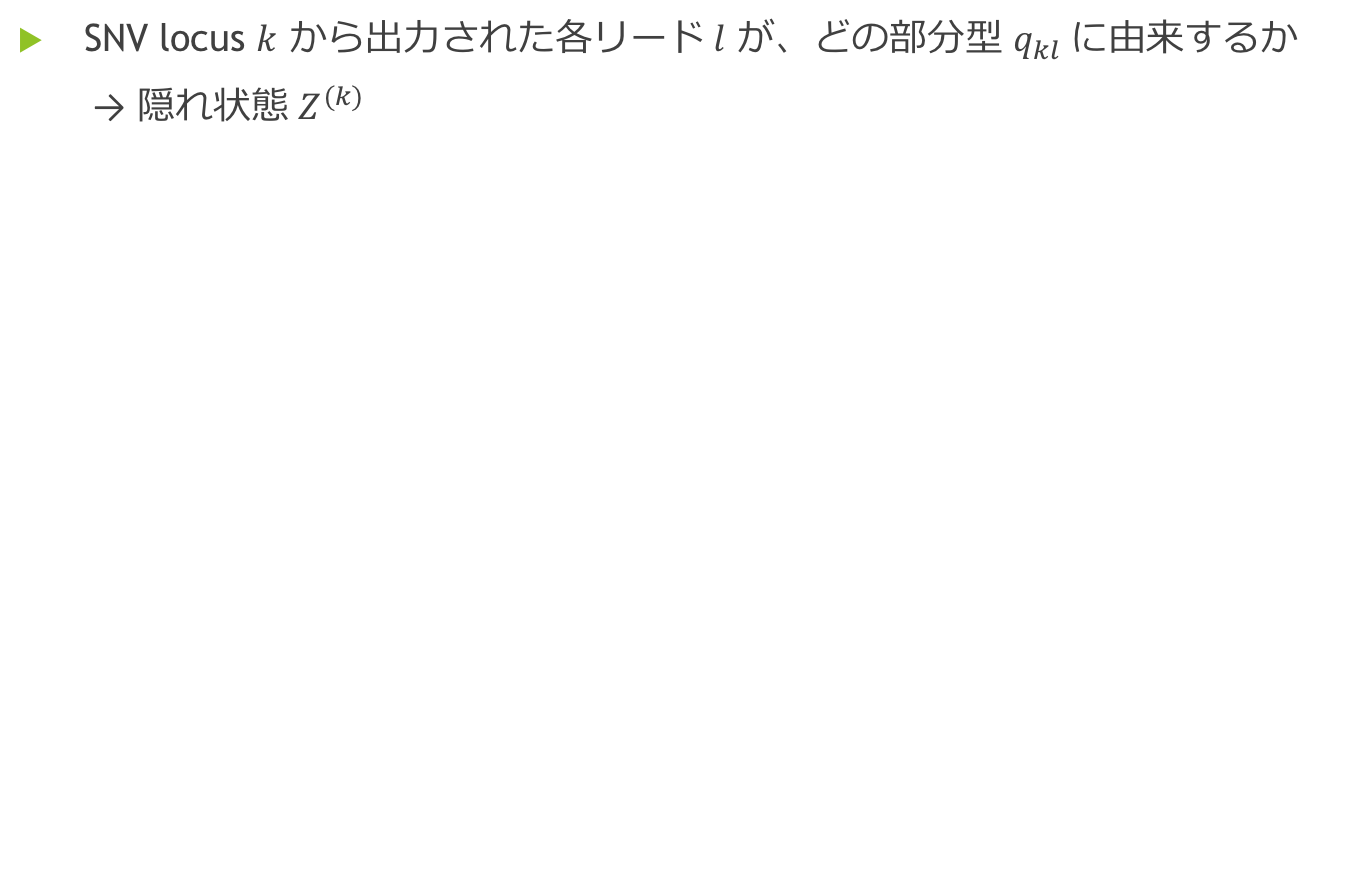 ▶ SNV locus k から出力された各リード l が、どの部分型 q_{kl} に由来するか
→ 隠れ状態 Z^{(k)}